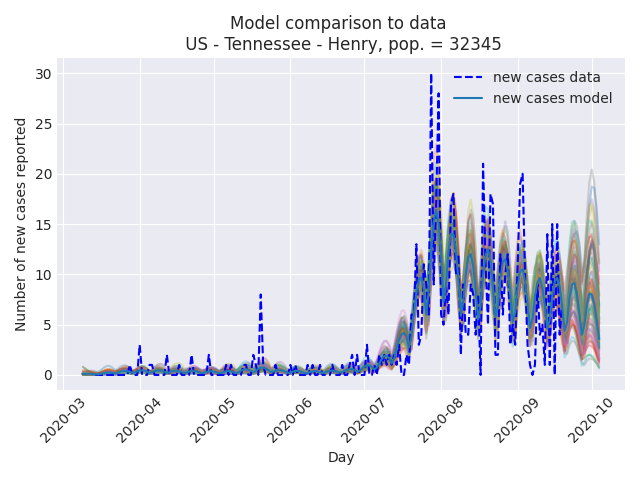 Model comparison to data
US - Tennessee - Henry, pop. = 32345
new cases data
new cases model
Number of new cases reported
30
25
20
15
10
5
0
2020-03
2020-04
2020-05
2020-06
2020-07
2020-08
2020-09
2020-10
Day